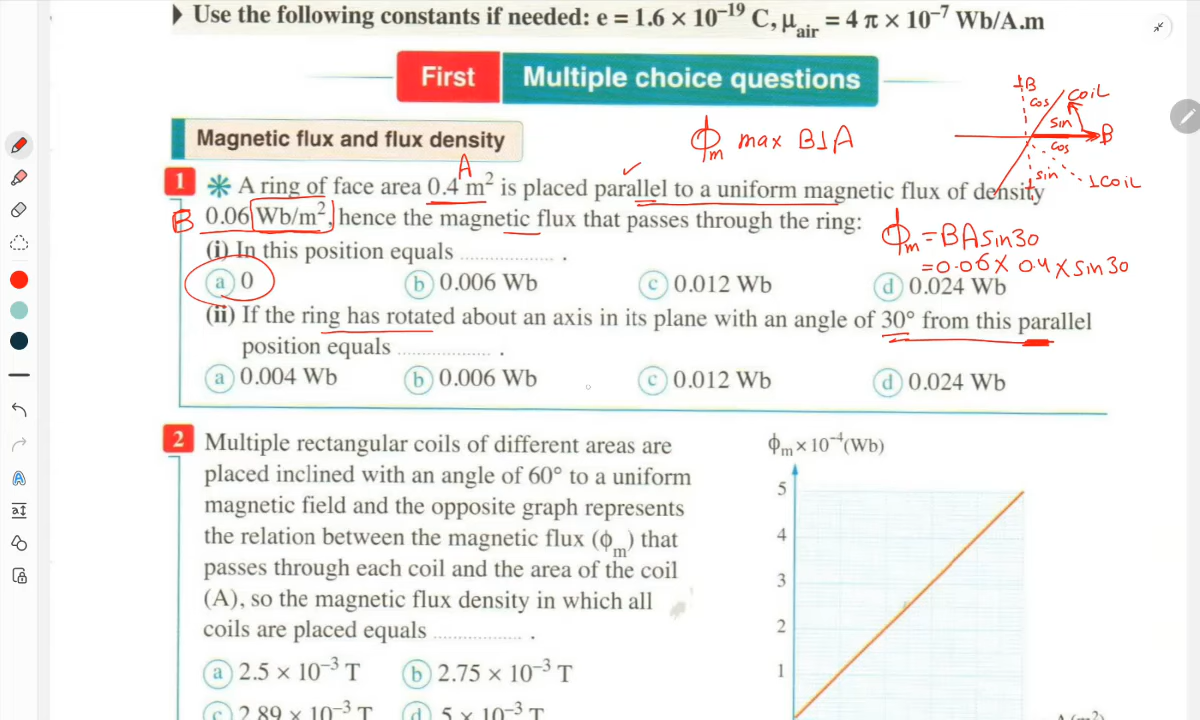 Use the following constants if needed: e = 1.6 × 10⁻¹⁹ C, μair = 4 π × 10⁻⁷ Wb/A.m
First Multiple choice questions
⊥B
cos coil
sin B
cos
sin ⊥coil
Magnetic flux and flux density
ϕm max B⊥A
A
1 * A ring of face area 0.4 m² is placed parallel to a uniform magnetic flux of density
B 0.06 Wb/m², hence the magnetic flux that passes through the ring:
ϕm = BA sin30
(i) In this position equals ................ .
= 0.06 × 0.4 × sin 30
a 0 b 0.006 Wb c 0.012 Wb d 0.024 Wb
(ii) If the ring has rotated about an axis in its plane with an angle of 30° from this parallel
position equals ................ .
a 0.004 Wb b 0.006 Wb c 0.012 Wb d 0.024 Wb
2 Multiple rectangular coils of different areas are
placed inclined with an angle of 60° to a uniform
magnetic field and the opposite graph represents
the relation between the magnetic flux (ϕm) that
passes through each coil and the area of the coil
(A), so the magnetic flux density in which all
coils are placed equals ................ .
a 2.5 × 10⁻³ T b 2.75 × 10⁻³ T
c 2.89 × 10⁻³ T d 5 × 10⁻³ T
ϕm × 10⁻⁴ (Wb)
5
4
3
2
1
A (m²)